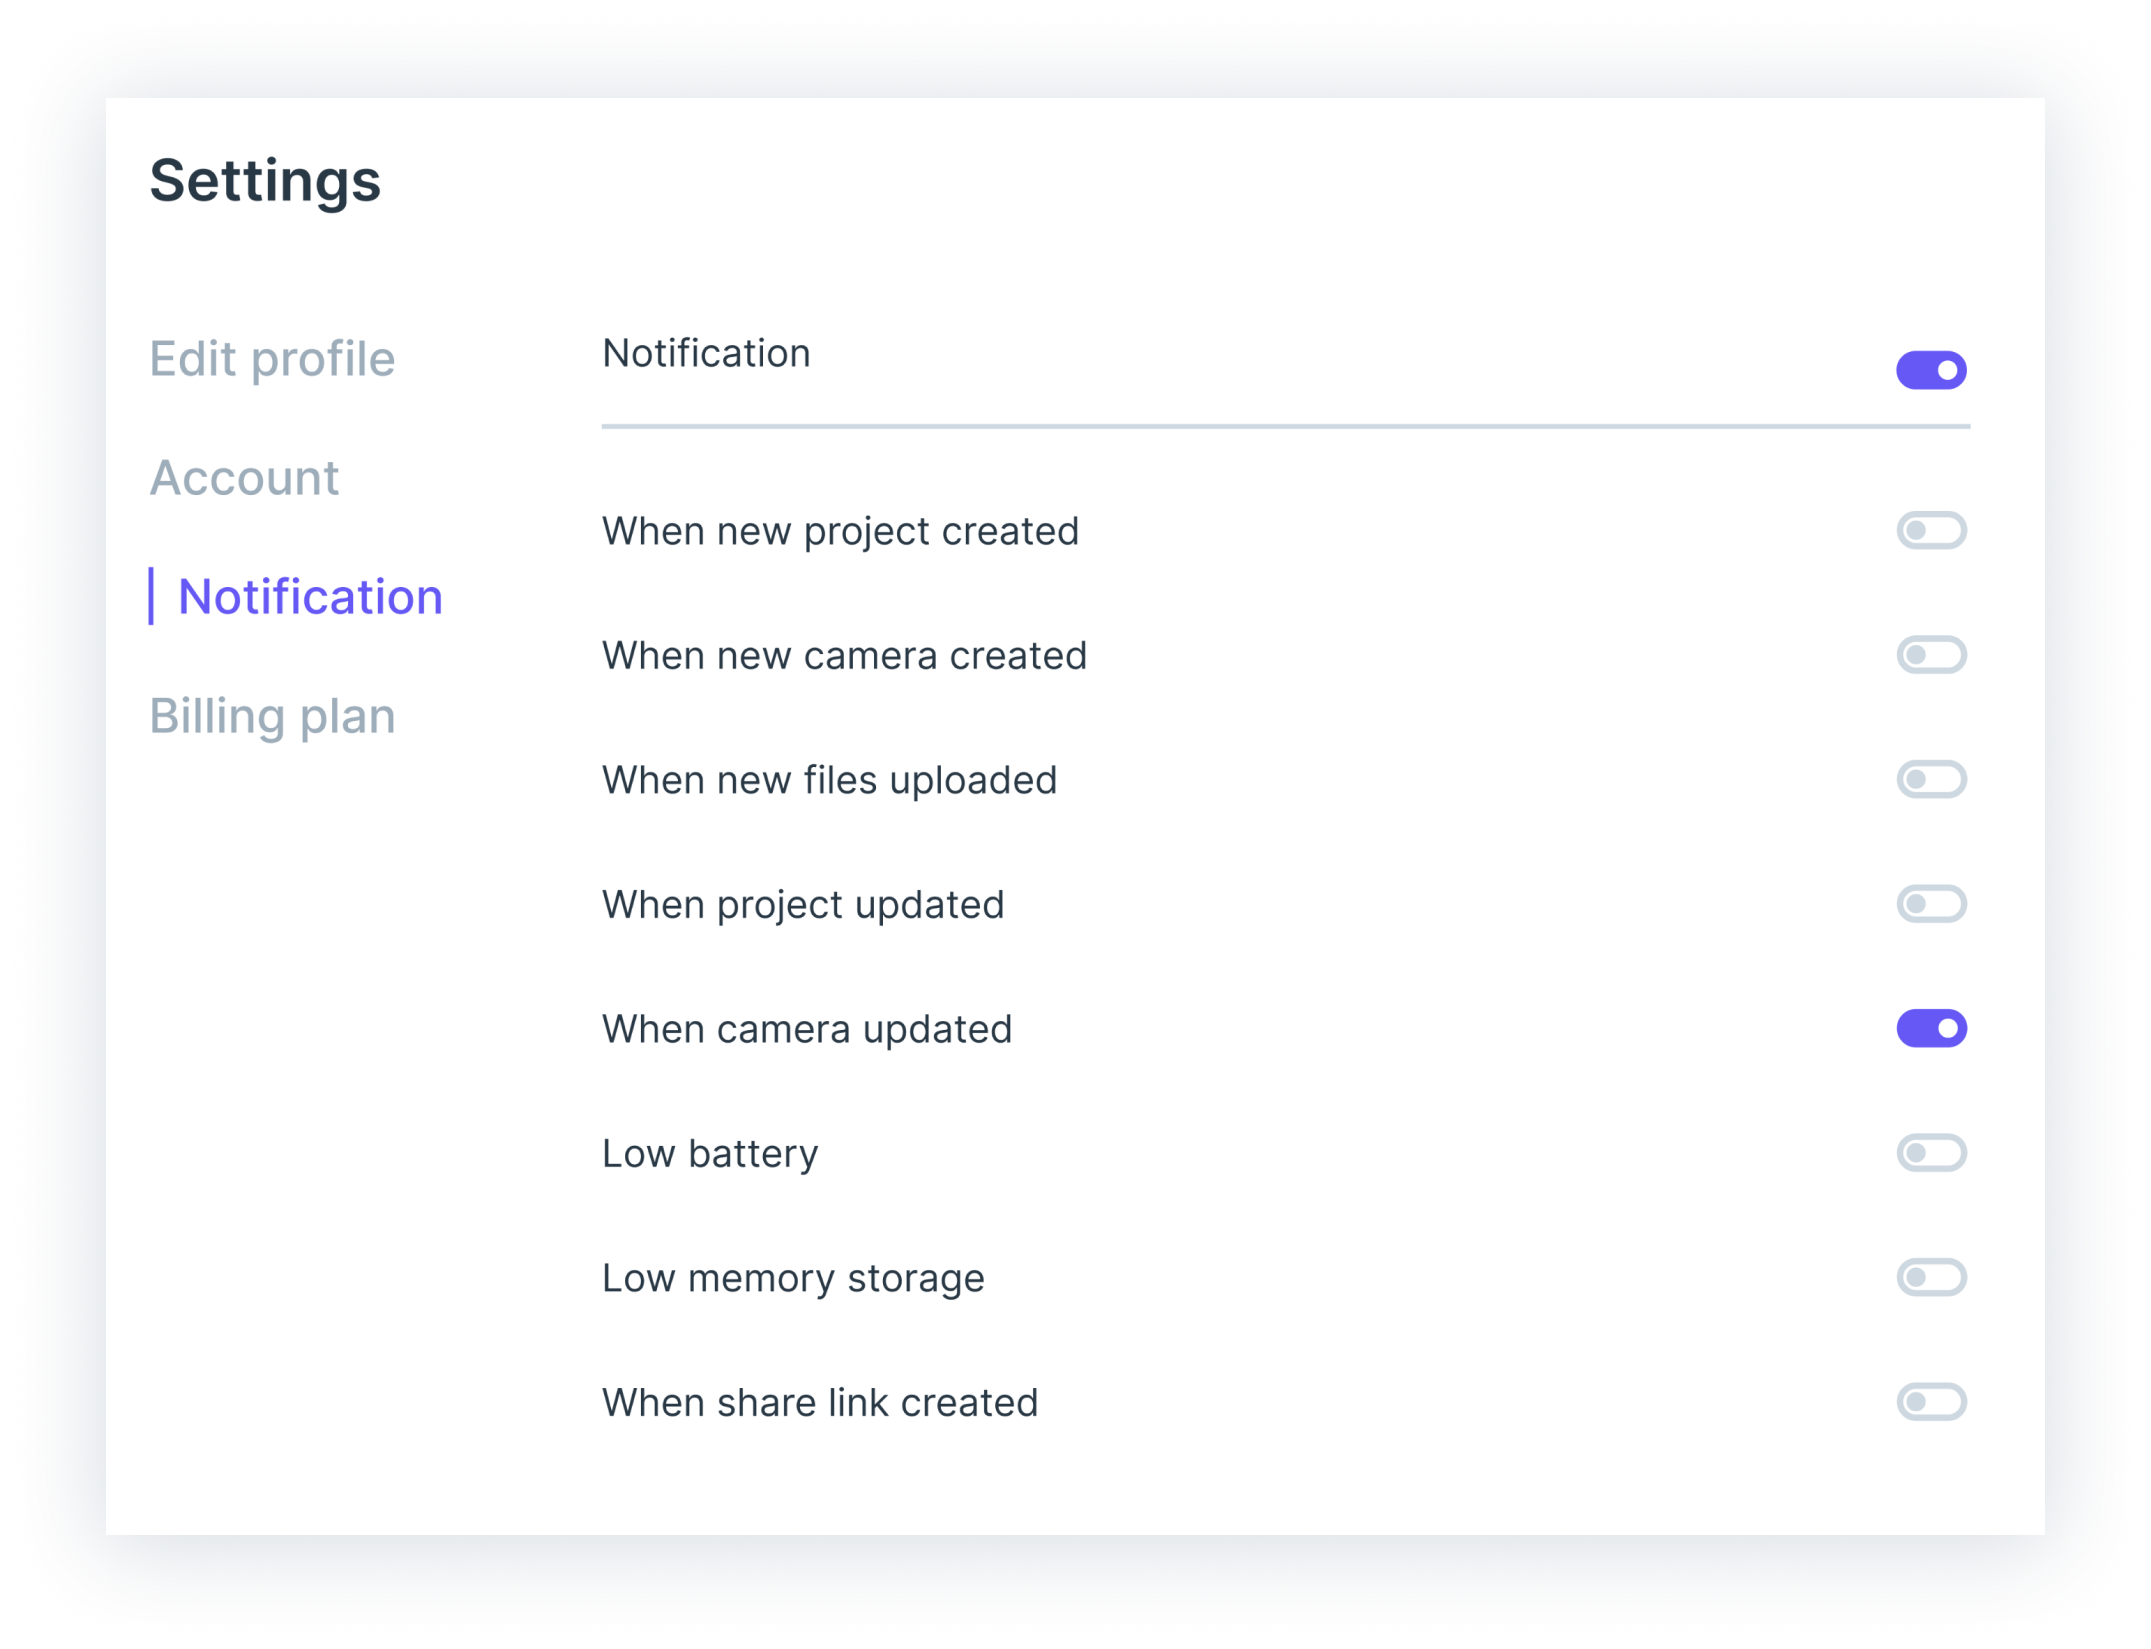 Settings
Edit profile
Account
Notification
Billing plan
Notification
When new project created
When new camera created
When new files uploaded
When project updated
When camera updated
Low battery
Low memory storage
When share link created